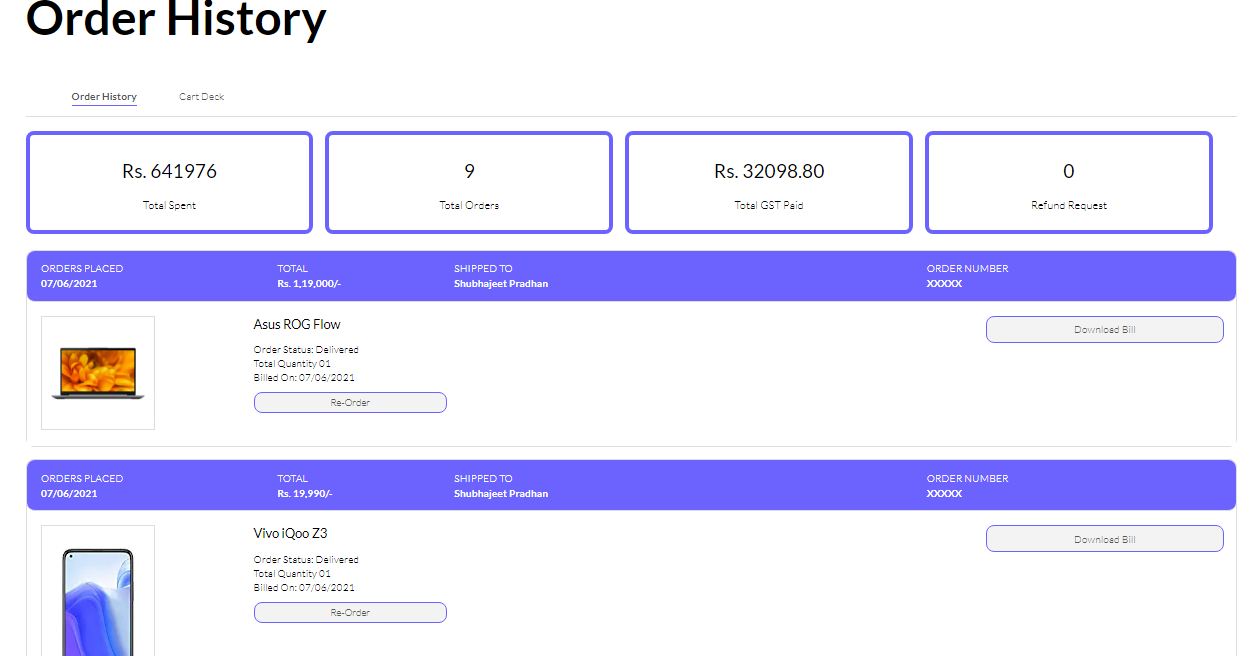 Order History
Order History
Cart Deck
Rs. 641976
Total Spent
9
Total Orders
Rs. 32098.80
Total GST Paid
0
Refund Request
ORDERS PLACED
07/06/2021
TOTAL
Rs. 1,19,000/-
SHIPPED TO
Shubhajeet Pradhan
ORDER NUMBER
XXXXX
Asus ROG Flow
Order Status: Delivered
Total Quantity 01
Billed On: 07/06/2021
Re-Order
Download Bill
ORDERS PLACED
07/06/2021
TOTAL
Rs. 19,990/-
SHIPPED TO
Shubhajeet Pradhan
ORDER NUMBER
XXXXX
Vivo iQoo Z3
Order Status: Delivered
Total Quantity 01
Billed On: 07/06/2021
Re-Order
Download Bill